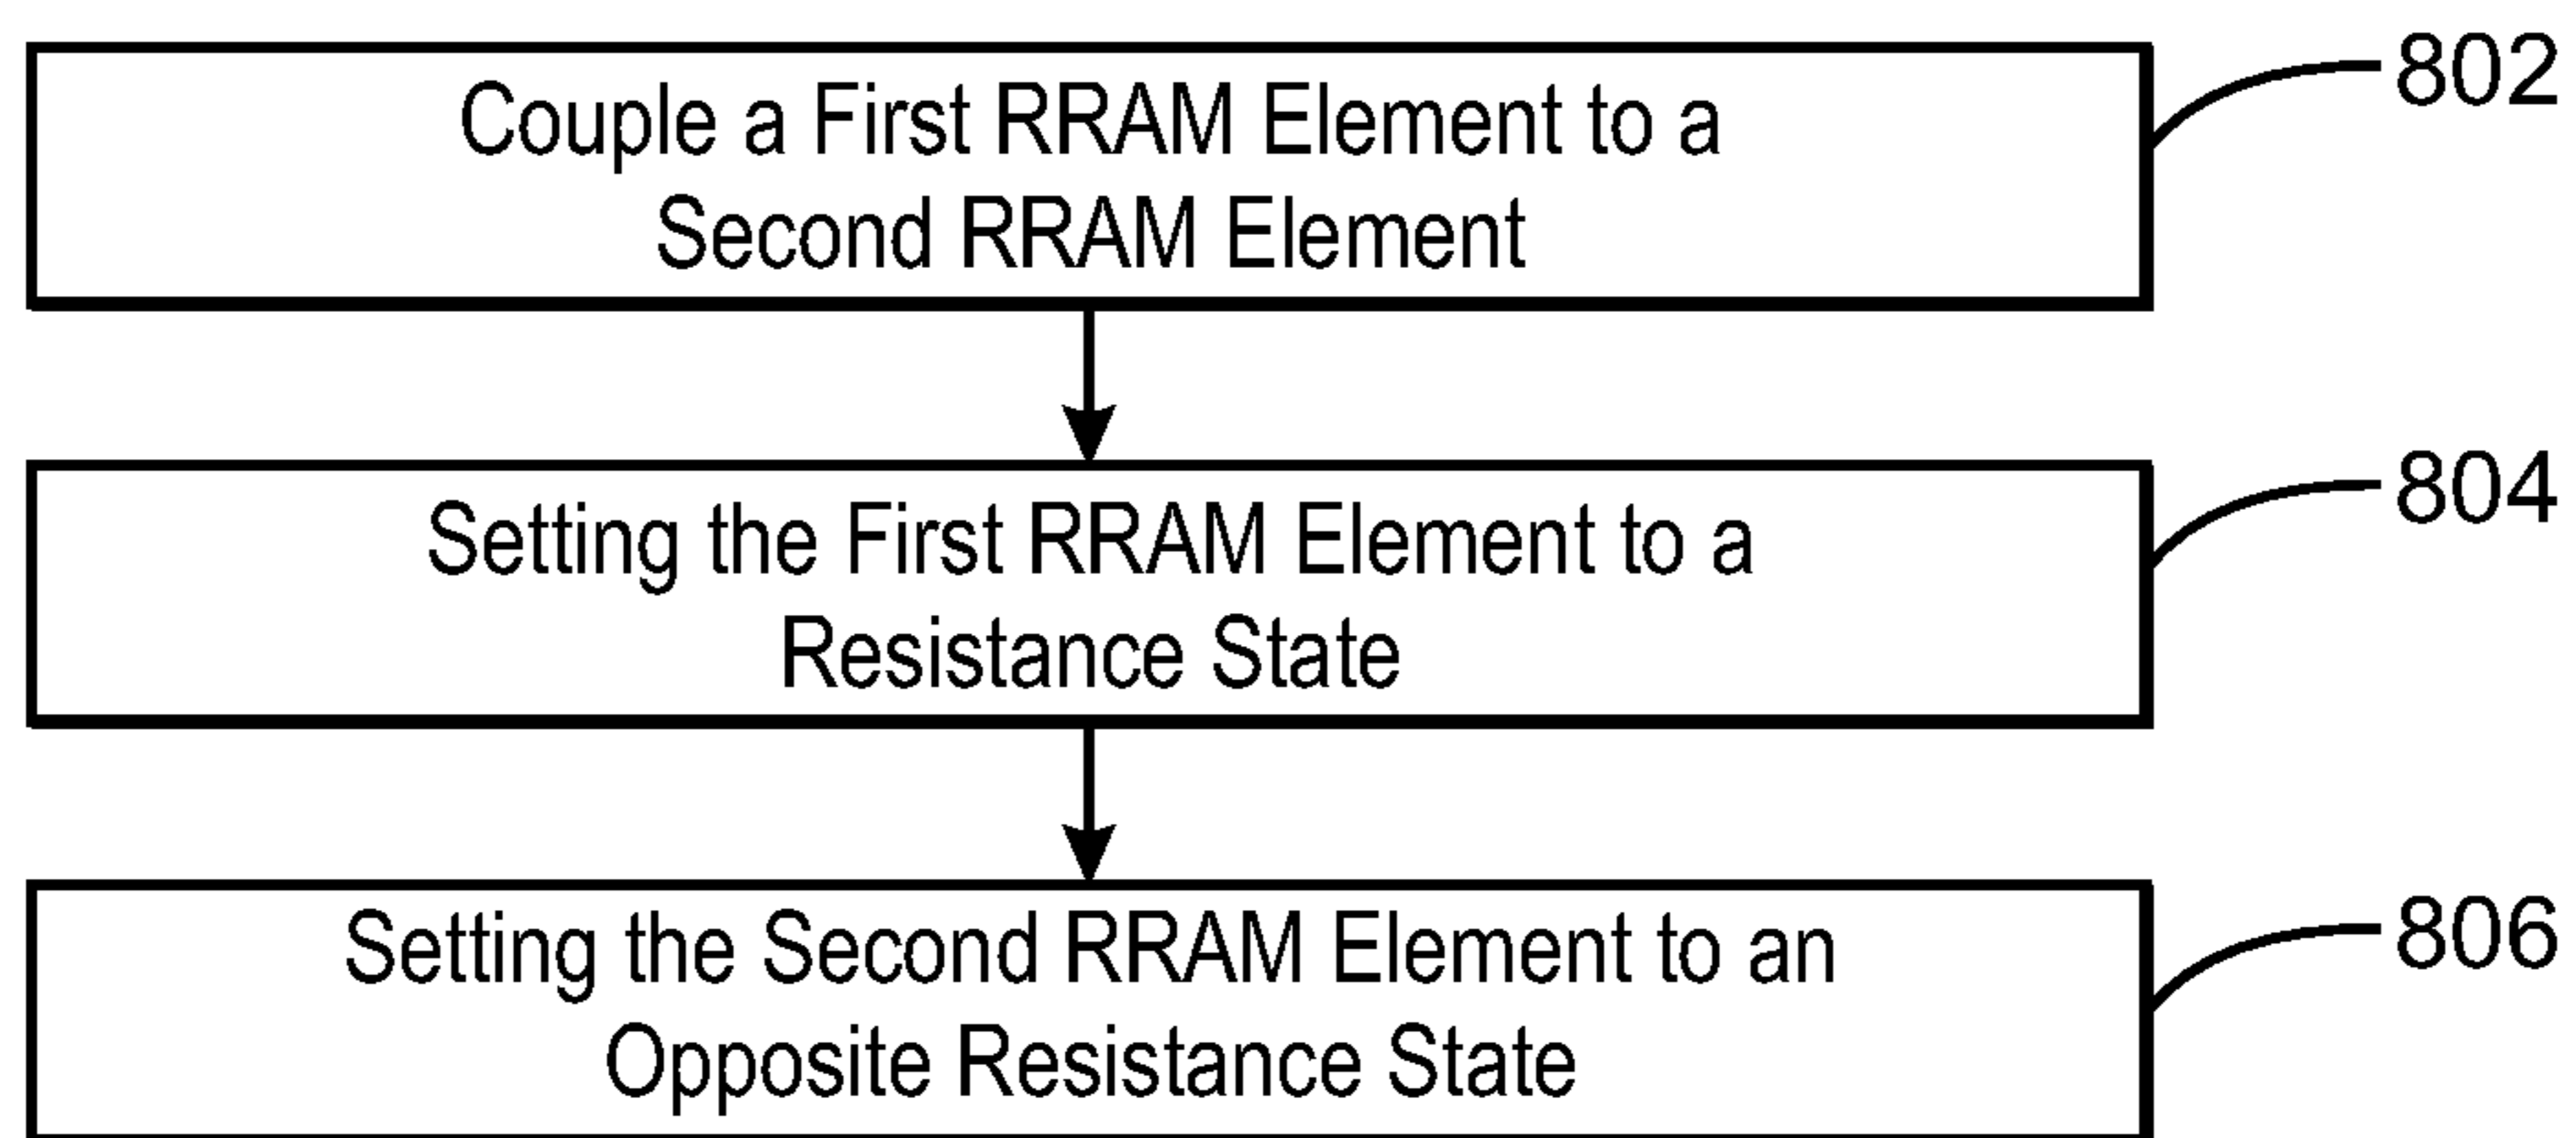 Couple a First RRAM Element to a
Second RRAM Element
802
Setting the First RRAM Element to a
Resistance State
804
Setting the Second RRAM Element to an
Opposite Resistance State
806